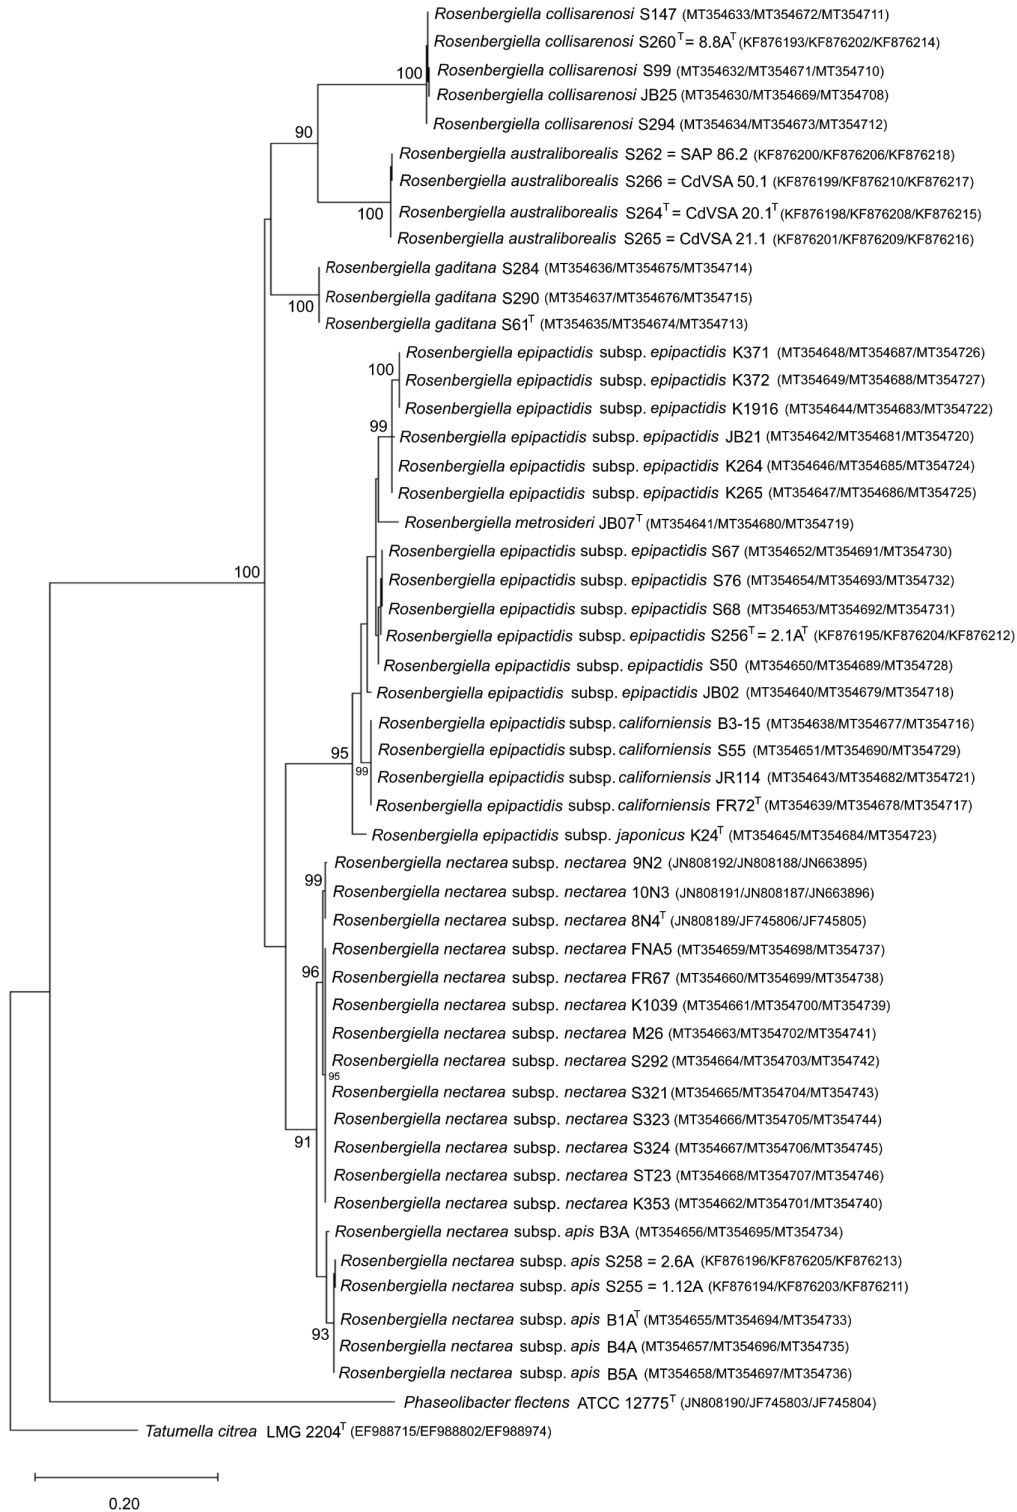 Rosenbergiella collisarenosi S147 (MT354633/MT354672/MT354711)
Rosenbergiella collisarenosi S260T = 8.8AT (KF876193/KF876202/KF876214)
100
Rosenbergiella collisarenosi S99 (MT354632/MT354671/MT354710)
Rosenbergiella collisarenosi JB25 (MT354630/MT354669/MT354708)
Rosenbergiella collisarenosi S294 (MT354634/MT354673/MT354712)
90
Rosenbergiella australiborealis S262 = SAP 86.2 (KF876200/KF876206/KF876218)
Rosenbergiella australiborealis S266 = CdVSA 50.1 (KF876199/KF876210/KF876217)
100
Rosenbergiella australiborealis S264T = CdVSA 20.1T (KF876198/KF876208/KF876215)
Rosenbergiella australiborealis S265 = CdVSA 21.1 (KF876201/KF876209/KF876216)
Rosenbergiella gaditana S284 (MT354636/MT354675/MT354714)
Rosenbergiella gaditana S290 (MT354637/MT354676/MT354715)
100
Rosenbergiella gaditana S61T (MT354635/MT354674/MT354713)
Rosenbergiella epipactidis subsp. epipactidis K371 (MT354648/MT354687/MT354726)
100
Rosenbergiella epipactidis subsp. epipactidis K372 (MT354649/MT354688/MT354727)
Rosenbergiella epipactidis subsp. epipactidis K1916 (MT354644/MT354683/MT354722)
99
Rosenbergiella epipactidis subsp. epipactidis JB21 (MT354642/MT354681/MT354720)
Rosenbergiella epipactidis subsp. epipactidis K264 (MT354646/MT354685/MT354724)
Rosenbergiella epipactidis subsp. epipactidis K265 (MT354647/MT354686/MT354725)
Rosenbergiella metrosideri JB07T (MT354641/MT354680/MT354719)
Rosenbergiella epipactidis subsp. epipactidis S67 (MT354652/MT354691/MT354730)
100
Rosenbergiella epipactidis subsp. epipactidis S76 (MT354654/MT354693/MT354732)
Rosenbergiella epipactidis subsp. epipactidis S68 (MT354653/MT354692/MT354731)
Rosenbergiella epipactidis subsp. epipactidis S256T = 2.1AT (KF876195/KF876204/KF876212)
Rosenbergiella epipactidis subsp. epipactidis S50 (MT354650/MT354689/MT354728)
Rosenbergiella epipactidis subsp. epipactidis JB02 (MT354640/MT354679/MT354718)
Rosenbergiella epipactidis subsp. californiensis B3-15 (MT354638/MT354677/MT354716)
95
Rosenbergiella epipactidis subsp. californiensis S55 (MT354651/MT354690/MT354729)
99
Rosenbergiella epipactidis subsp. californiensis JR114 (MT354643/MT354682/MT354721)
Rosenbergiella epipactidis subsp. californiensis FR72T (MT354639/MT354678/MT354717)
Rosenbergiella epipactidis subsp. japonicus K24T (MT354645/MT354684/MT354723)
Rosenbergiella nectarea subsp. nectarea 9N2 (JN808192/JN808188/JN663895)
99
Rosenbergiella nectarea subsp. nectarea 10N3 (JN808191/JN808187/JN663896)
Rosenbergiella nectarea subsp. nectarea 8N4T (JN808189/JF745806/JF745805)
Rosenbergiella nectarea subsp. nectarea FNA5 (MT354659/MT354698/MT354737)
96
Rosenbergiella nectarea subsp. nectarea FR67 (MT354660/MT354699/MT354738)
Rosenbergiella nectarea subsp. nectarea K1039 (MT354661/MT354700/MT354739)
Rosenbergiella nectarea subsp. nectarea M26 (MT354663/MT354702/MT354741)
Rosenbergiella nectarea subsp. nectarea S292 (MT354664/MT354703/MT354742)
95
Rosenbergiella nectarea subsp. nectarea S321 (MT354665/MT354704/MT354743)
Rosenbergiella nectarea subsp. nectarea S323 (MT354666/MT354705/MT354744)
91
Rosenbergiella nectarea subsp. nectarea S324 (MT354667/MT354706/MT354745)
Rosenbergiella nectarea subsp. nectarea ST23 (MT354668/MT354707/MT354746)
Rosenbergiella nectarea subsp. nectarea K353 (MT354662/MT354701/MT354740)
Rosenbergiella nectarea subsp. apis B3A (MT354656/MT354695/MT354734)
Rosenbergiella nectarea subsp. apis S258 = 2.6A (KF876196/KF876205/KF876213)
Rosenbergiella nectarea subsp. apis S255 = 1.12A (KF876194/KF876203/KF876211)
Rosenbergiella nectarea subsp. apis B1AT (MT354655/MT354694/MT354733)
93
Rosenbergiella nectarea subsp. apis B4A (MT354657/MT354696/MT354735)
Rosenbergiella nectarea subsp. apis B5A (MT354658/MT354697/MT354736)
Phaseolibacter flectens ATCC 12775T (JN808190/JF745803/JF745804)
Tatumella citrea LMG 2204T (EF988715/EF988802/EF988974)
0.20